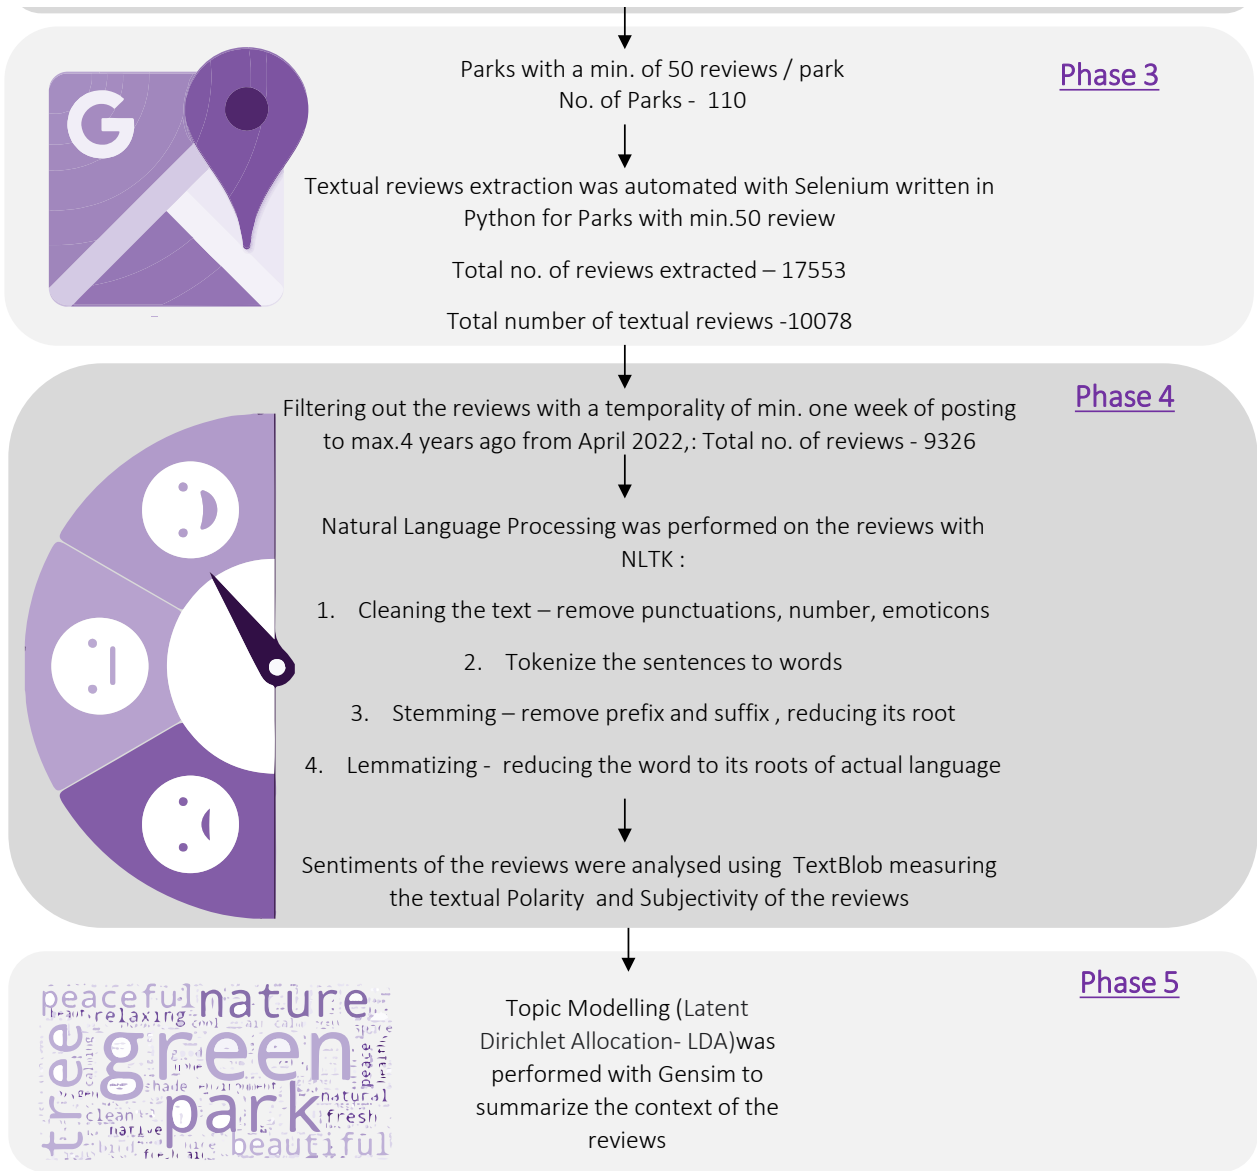 Phase 3
Parks with a min. of 50 reviews / park
No. of Parks - 110
G
Textual reviews extraction was automated with Selenium written in
Python for Parks with min.50 review
Total no. of reviews extracted – 17553
Total number of textual reviews -10078
Phase 4
Filtering out the reviews with a temporality of min. one week of posting
to max.4 years ago from April 2022,: Total no. of reviews - 9326
Natural Language Processing was performed on the reviews with
NLTK :
1. Cleaning the text – remove punctuations, number, emoticons
2. Tokenize the sentences to words
3. Stemming – remove prefix and suffix , reducing its root
4. Lemmatizing - reducing the word to its roots of actual language
Sentiments of the reviews were analysed using TextBlob measuring
the textual Polarity and Subjectivity of the reviews
Phase 5
Topic Modelling (Latent
Dirichlet Allocation- LDA)was
performed with Gensim to
summarize the context of the
reviews
peaceful
nature
relaxing
cool
calm
space
tree
green
calming
peace
shade
environment
park
natural
clean
fresh
native
beautiful